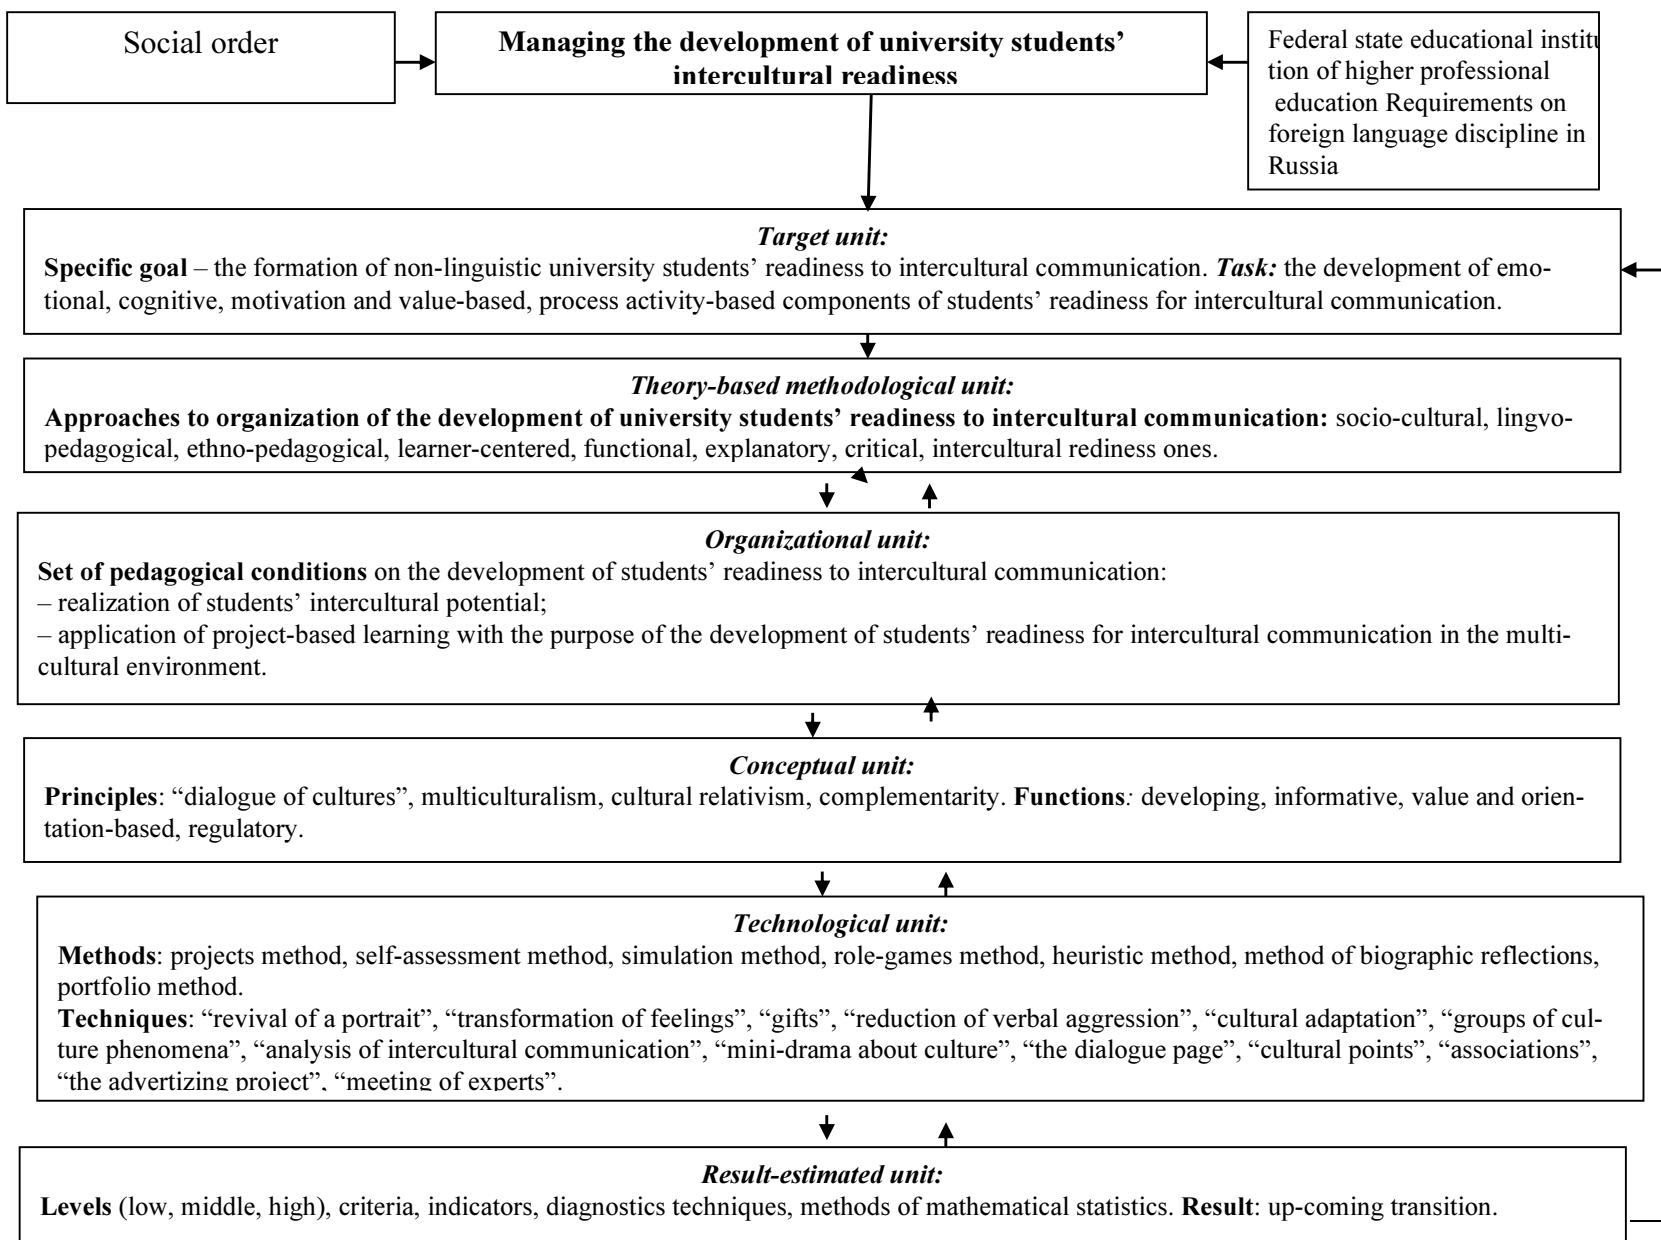 Social order
Managing the development of university students’
intercultural readiness
Federal state educational institu
tion of higher professional
education Requirements on
foreign language discipline in
Russia
Target unit:
Specific goal – the formation of non-linguistic university students’ readiness to intercultural communication. Task: the development of emo-
tional, cognitive, motivation and value-based, process activity-based components of students’ readiness for intercultural communication.
Theory-based methodological unit:
Approaches to organization of the development of university students’ readiness to intercultural communication: socio-cultural, lingvo-
pedagogical, ethno-pedagogical, learner-centered, functional, explanatory, critical, intercultural rediness ones.
Organizational unit:
Set of pedagogical conditions on the development of students’ readiness to intercultural communication:
– realization of students’ intercultural potential;
– application of project-based learning with the purpose of the development of students’ readiness for intercultural communication in the multi-
cultural environment.
Conceptual unit:
Principles: “dialogue of cultures”, multiculturalism, cultural relativism, complementarity. Functions: developing, informative, value and orien-
tation-based, regulatory.
Technological unit:
Methods: projects method, self-assessment method, simulation method, role-games method, heuristic method, method of biographic reflections,
portfolio method.
Techniques: “revival of a portrait”, “transformation of feelings”, “gifts”, “reduction of verbal aggression”, “cultural adaptation”, “groups of cul-
ture phenomena”, “analysis of intercultural communication”, “mini-drama about culture”, “the dialogue page”, “cultural points”, “associations”,
“the advertizing project”, “meeting of experts”.
Result-estimated unit:
Levels (low, middle, high), criteria, indicators, diagnostics techniques, methods of mathematical statistics. Result: up-coming transition.